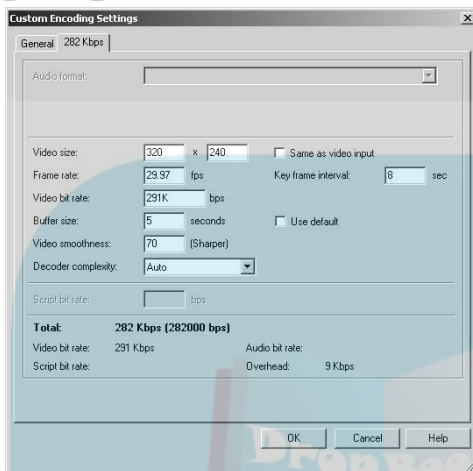 Custom Encoding Settings
General 282 Kbps
Audio format:
Video size: 320 x 240 Same as video input
Frame rate: 29.97 fps Key frame interval: 8 sec
Video bit rate: 291K bps
Buffer size: 5 seconds Use default
Video smoothness: 70 (Sharper)
Decoder complexity: Auto
Script bit rate: bps
Total: 282 Kbps (282000 bps)
Video bit rate: 291 Kbps Audio bit rate:
Script bit rate: Overhead: 9 Kbps
OK Cancel Help